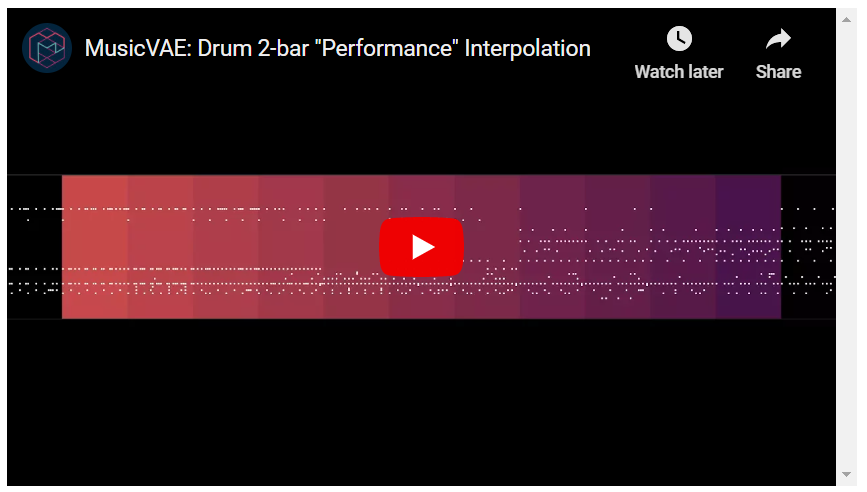 MusicVAE: Drum 2-bar "Performance" Interpolation
Watch later
Share